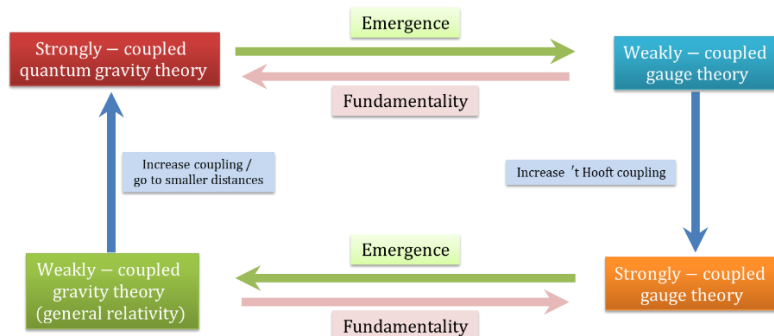 Emergence
Strongly – coupled
quantum gravity theory
Weakly – coupled
gauge theory
Fundamentality
Increase coupling /
go to smaller distances
Increase 't Hooft coupling
Emergence
Weakly – coupled
gravity theory
(general relativity)
Strongly – coupled
gauge theory
Fundamentality